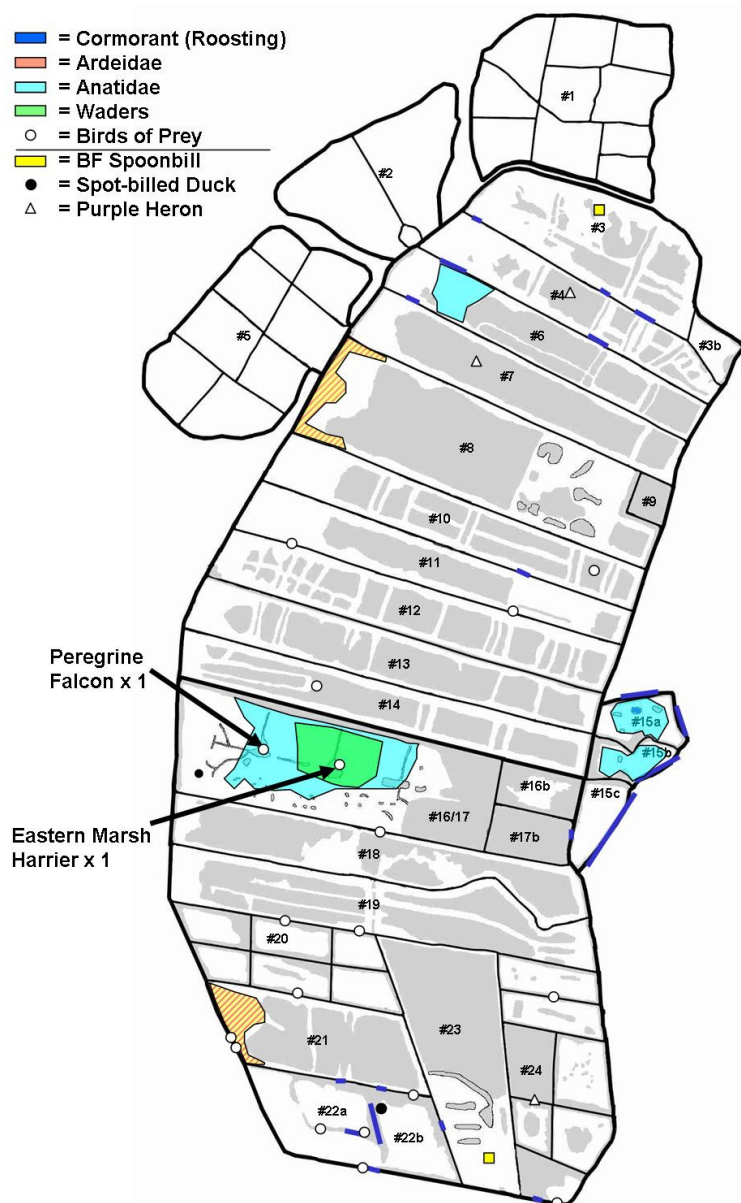 = Cormorant (Roosting)
= Ardeidae
= Anatidae
= Waders
= Birds of Prey
= BF Spoonbill
= Spot-billed Duck
= Purple Heron
#1
#2
#3
#4
#5
#3b
#6
#7
#8
#9
#10
#11
#12
#13
#14
Peregrine
Falcon x 1
#15a
#15b
#15c
#16b
#16/17
#17b
Eastern Marsh
Harrier x 1
#18
#19
#20
#21
#23
#24
#22a
#22b